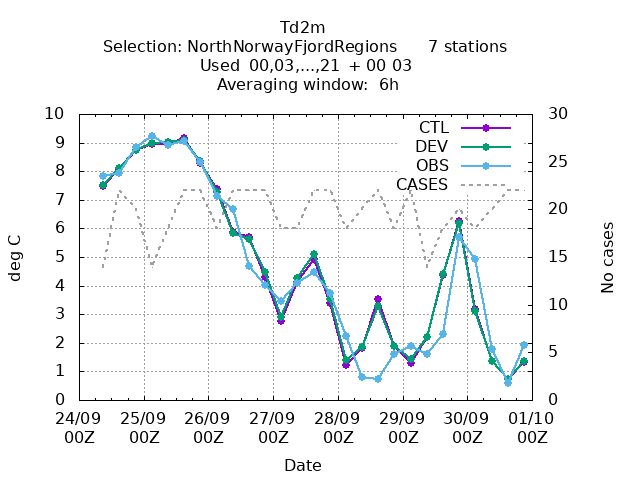 Td2m
Selection: NorthNorwayFjordRegions 7 stations
Used 00,03,...,21 + 00 03
Averaging window: 6h
10
9
8
7
6
5
4
3
2
1
0
deg C
30
25
20
15
10
5
0
No cases
CTL
DEV
OBS
CASES
24/09 25/09 26/09 27/09 28/09 29/09 30/09 01/10
00Z 00Z 00Z 00Z 00Z 00Z 00Z 00Z
Date